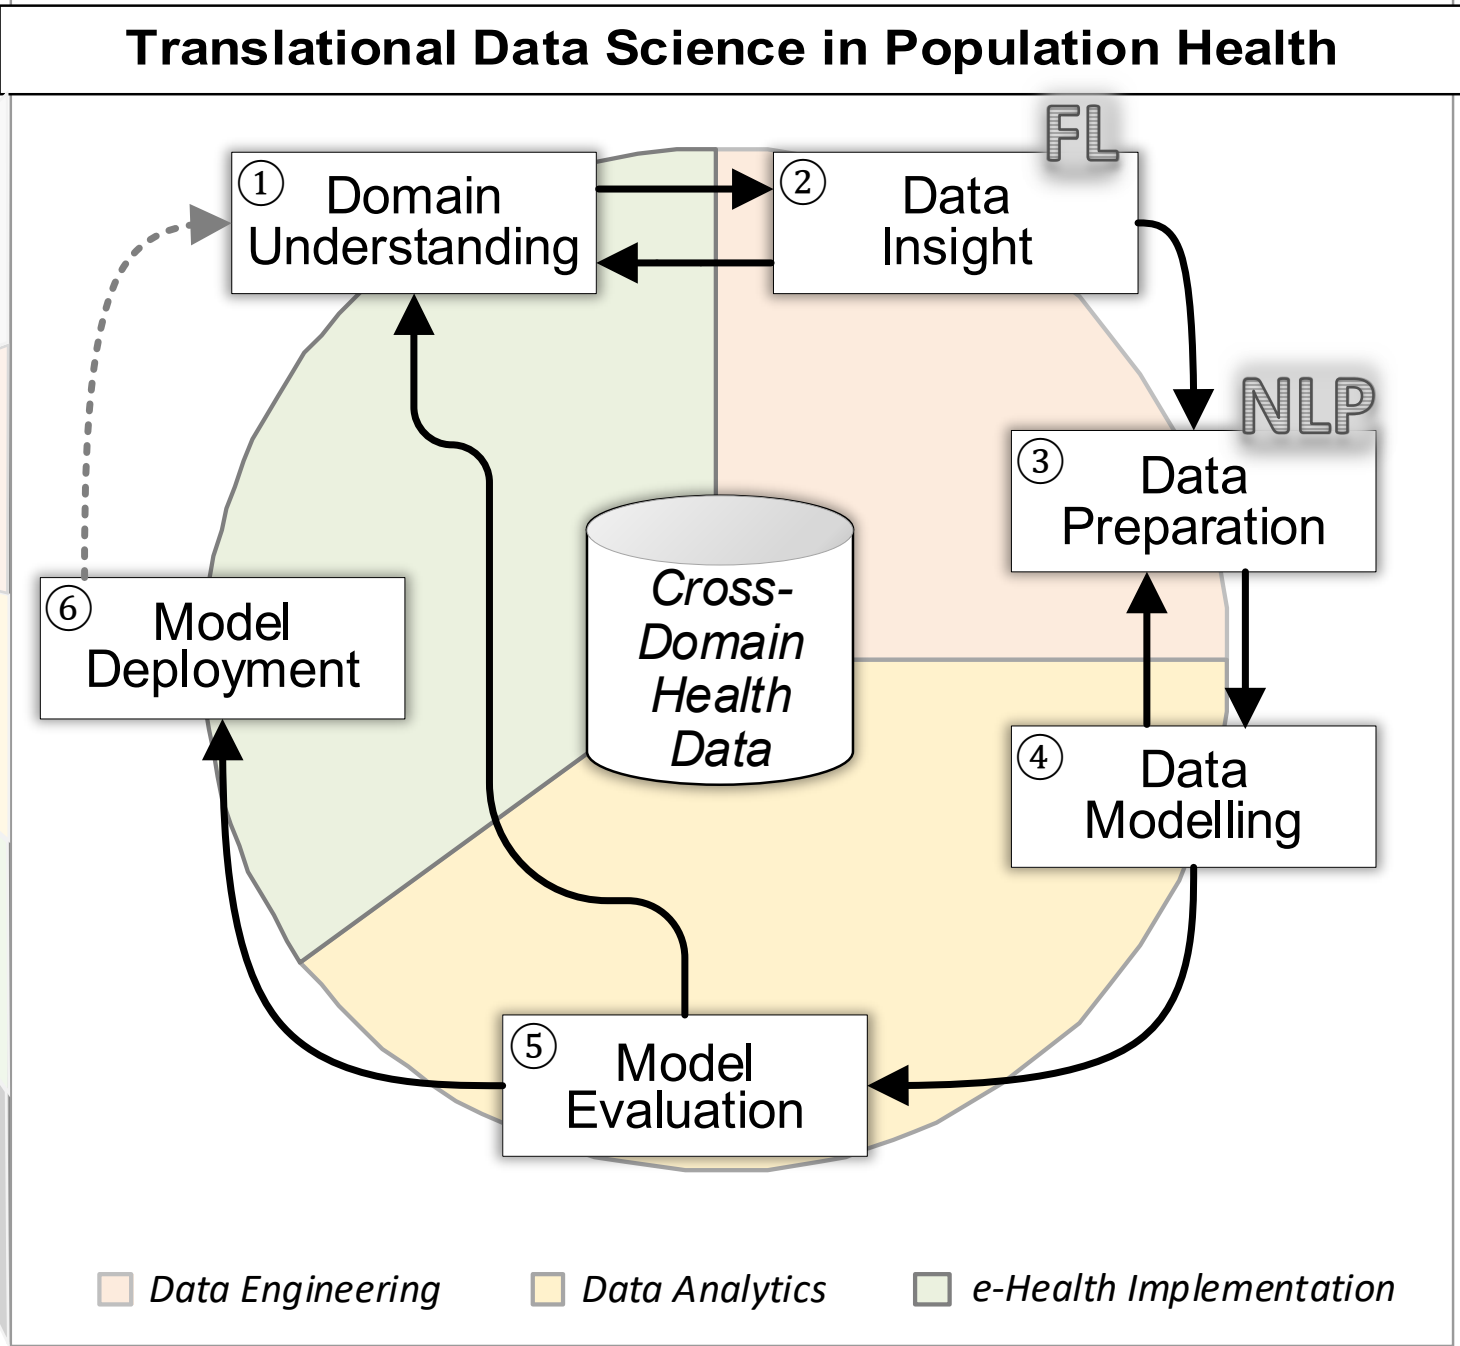 Translational Data Science in Population Health
FL
①
Domain
Understanding
②
Data
Insight
NLP
③
Data
Preparation
Cross-
Domain
Health
Data
⑥
Model
Deployment
④
Data
Modelling
⑤
Model
Evaluation
Data Engineering
Data Analytics
e-Health Implementation